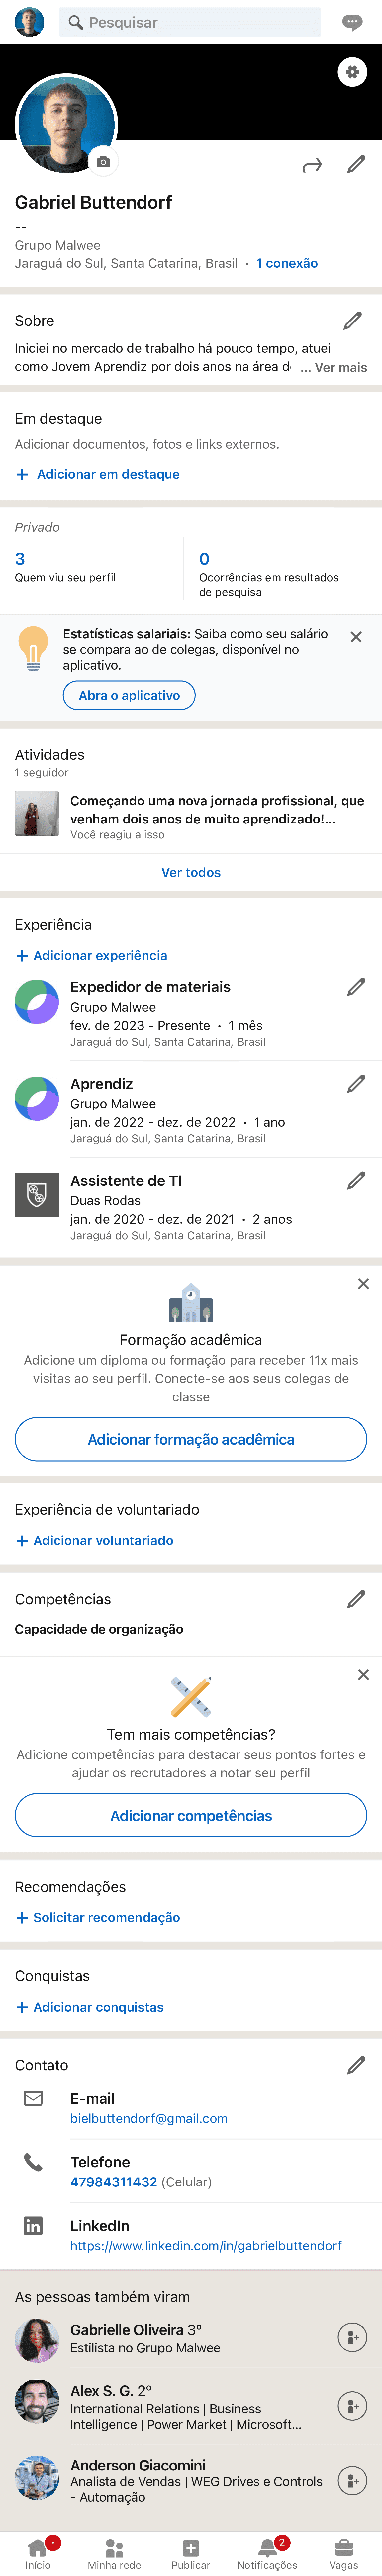 Pesquisar
Gabriel Buttendorf
--
Grupo Malwee
Jaraguá do Sul, Santa Catarina, Brasil · 1 conexão
Sobre
Iniciei no mercado de trabalho há pouco tempo, atuei
como Jovem Aprendiz por dois anos na área d ... Ver mais
Em destaque
Adicionar documentos, fotos e links externos.
+ Adicionar em destaque
Privado
3
Quem viu seu perfil
0
Ocorrências em resultados
de pesquisa
Estatísticas salariais: Saiba como seu salário
se compara ao de colegas, disponível no
aplicativo.
Abra o aplicativo
Atividades
1 seguidor
Começando uma nova jornada profissional, que
venham dois anos de muito aprendizado!...
Você reagiu a isso
Ver todos
Experiência
+ Adicionar experiência
Expedidor de materiais
Grupo Malwee
fev. de 2023 - Presente · 1 mês
Jaraguá do Sul, Santa Catarina, Brasil
Aprendiz
Grupo Malwee
jan. de 2022 - dez. de 2022 · 1 ano
Jaraguá do Sul, Santa Catarina, Brasil
Assistente de TI
Duas Rodas
jan. de 2020 - dez. de 2021 · 2 anos
Jaraguá do Sul, Santa Catarina, Brasil
Formação acadêmica
Adicione um diploma ou formação para receber 11x mais
visitas ao seu perfil. Conecte-se aos seus colegas de
classe
Adicionar formação acadêmica
Experiência de voluntariado
+ Adicionar voluntariado
Competências
Capacidade de organização
Tem mais competências?
Adicione competências para destacar seus pontos fortes e
ajudar os recrutadores a notar seu perfil
Adicionar competências
Recomendações
+ Solicitar recomendação
Conquistas
+ Adicionar conquistas
Contato
E-mail
bielbuttendorf@gmail.com
Telefone
47984311432 (Celular)
LinkedIn
https://www.linkedin.com/in/gabrielbuttendorf
As pessoas também viram
Gabrielle Oliveira 3º
Estilista no Grupo Malwee
Alex S. G. 2º
International Relations | Business
Intelligence | Power Market | Microsoft...
Anderson Giacomini
Analista de Vendas | WEG Drives e Controls
- Automação
2
Início Minha rede Publicar Notificações Vagas